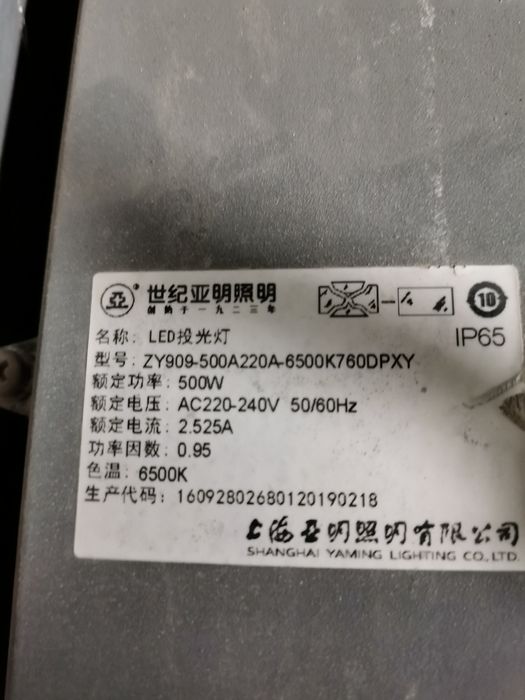 亚 世纪亚明照明
创始于一九二三年
10
IP65
名称: LED投光灯
型号: ZY909-500A220A-6500K760DPXY
额定功率: 500W
额定电压: AC220-240V 50/60Hz
额定电流: 2.525A
功率因数: 0.95
色温: 6500K
生产代码: 16092802680120190218
上海亚明照明有限公司
SHANGHAI YAMING LIGHTING CO.,LTD.